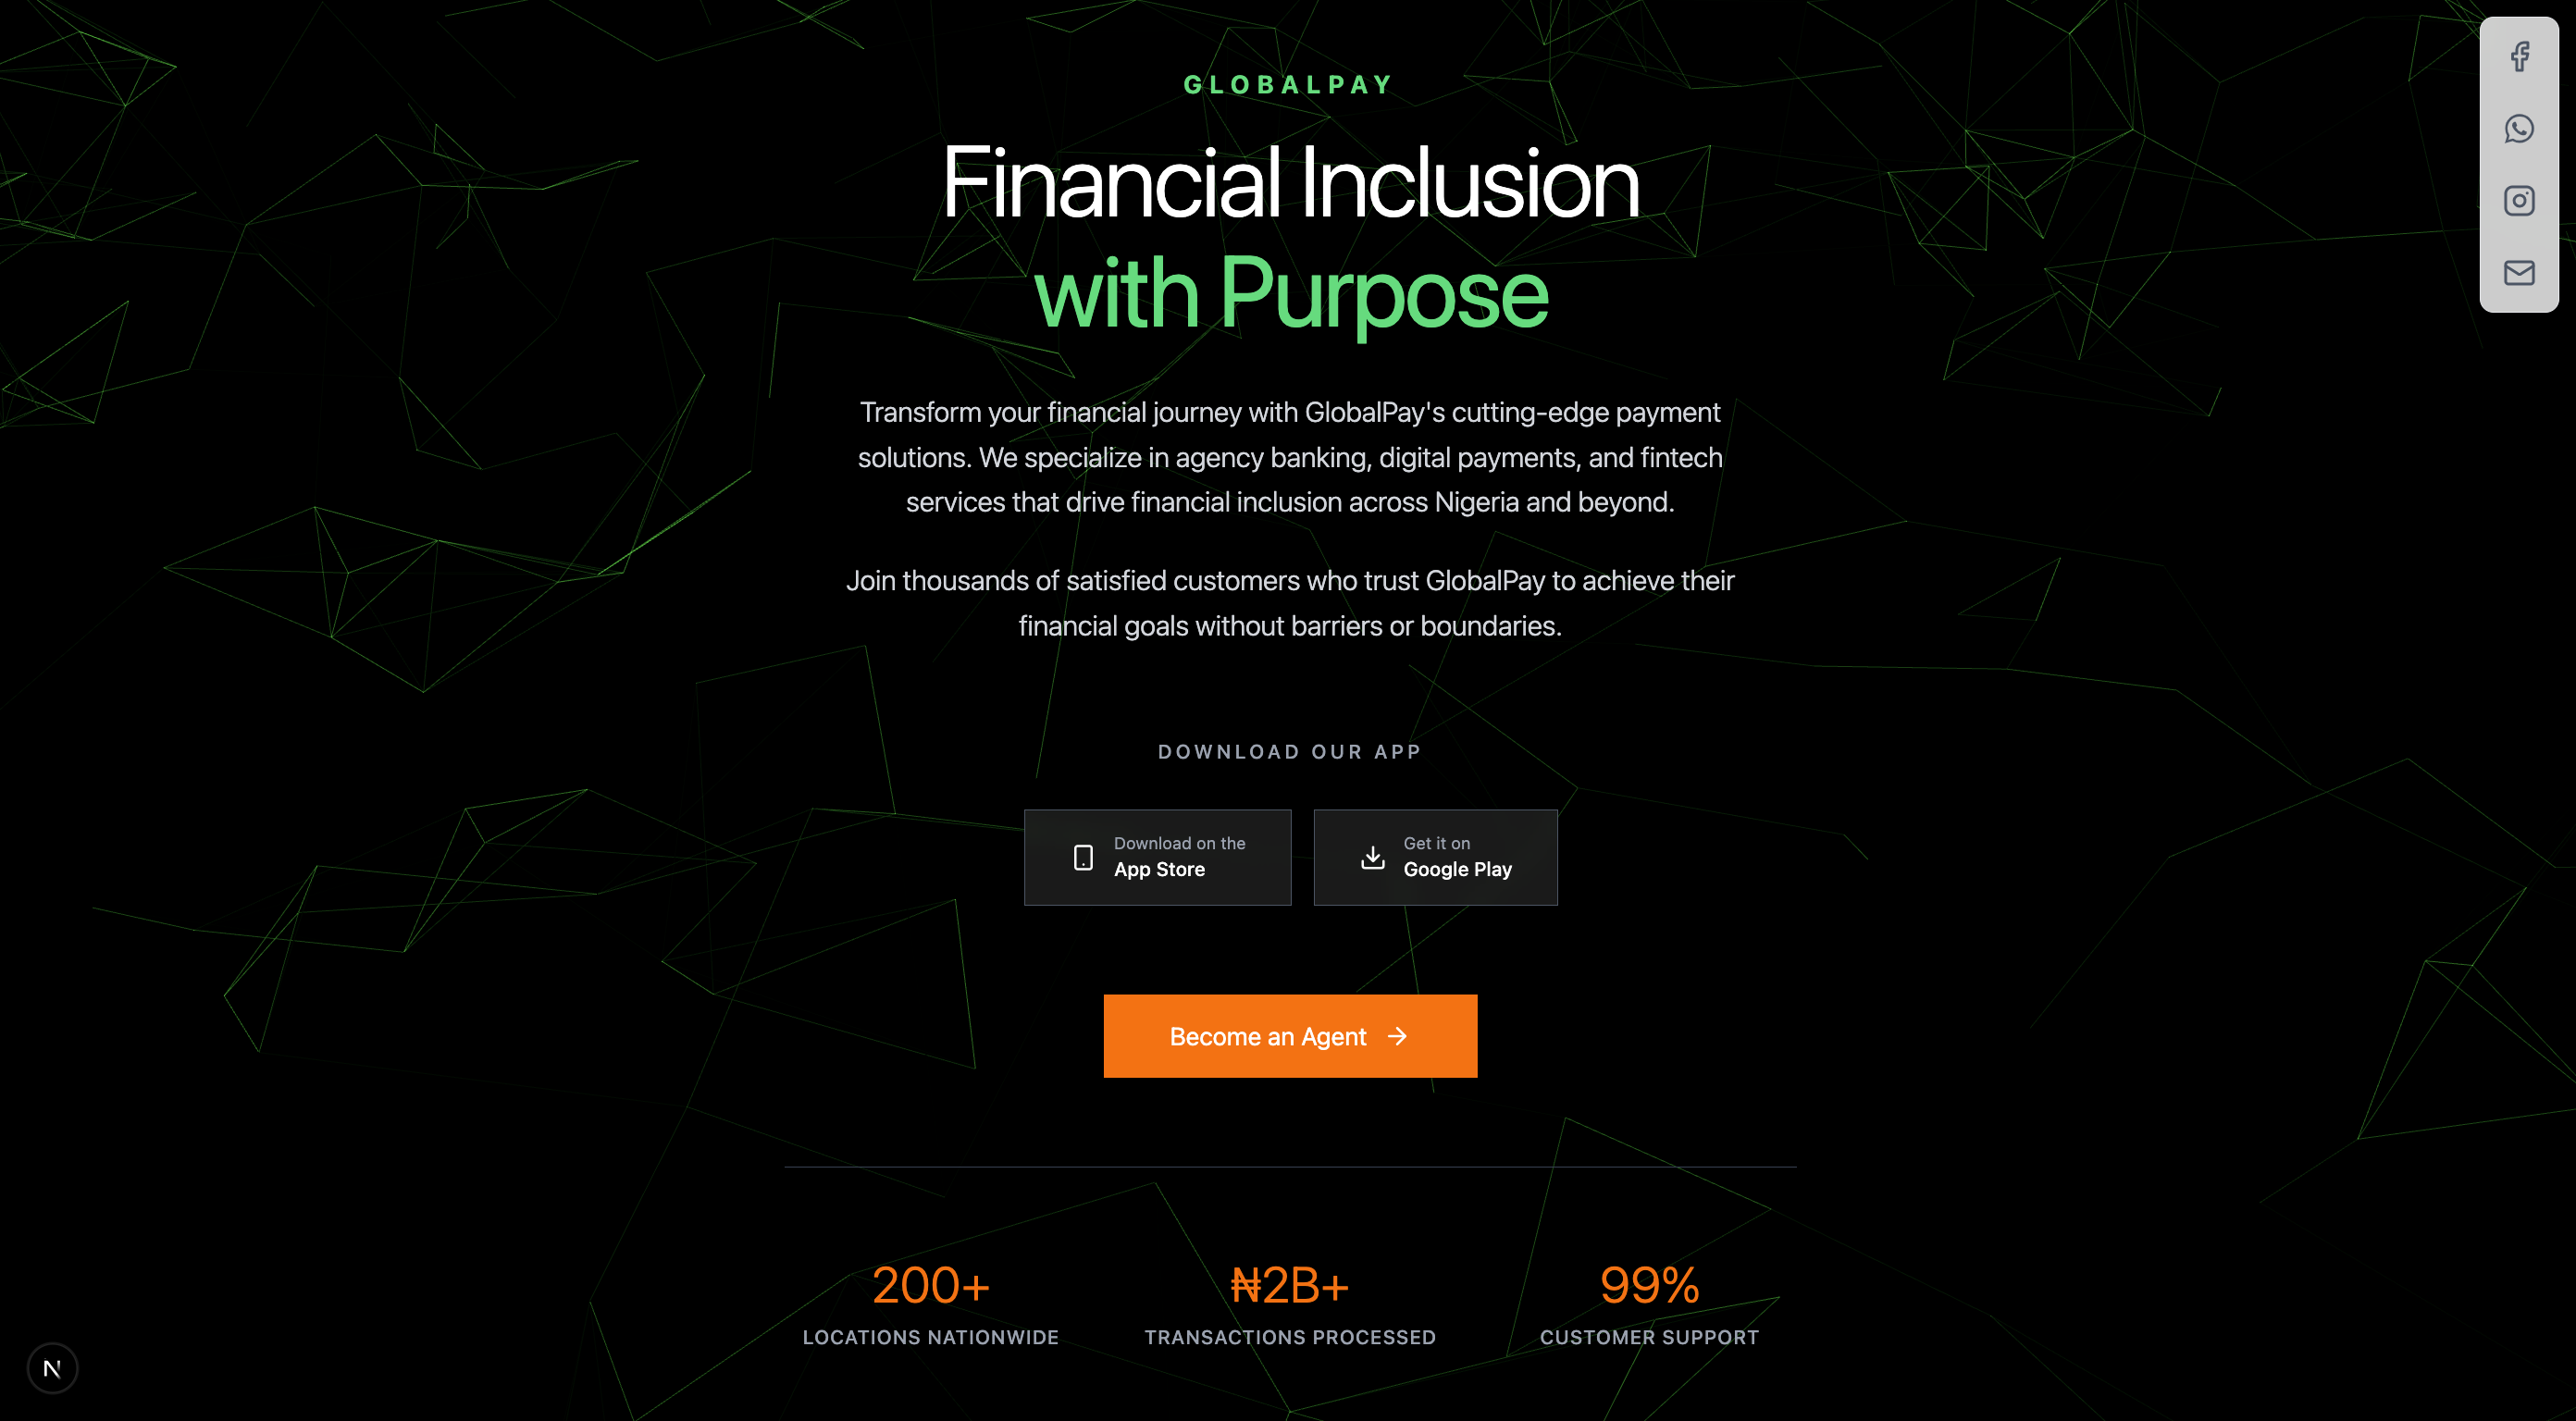 GLOBALPAY
Financial Inclusion
with Purpose
Transform your financial journey with GlobalPay's cutting-edge payment
solutions. We specialize in agency banking, digital payments, and fintech
services that drive financial inclusion across Nigeria and beyond.
Join thousands of satisfied customers who trust GlobalPay to achieve their
financial goals without barriers or boundaries.
DOWNLOAD OUR APP
Download on the
App Store
Get it on
Google Play
Become an Agent
200+
LOCATIONS NATIONWIDE
₦2B+
TRANSACTIONS PROCESSED
99%
CUSTOMER SUPPORT
N